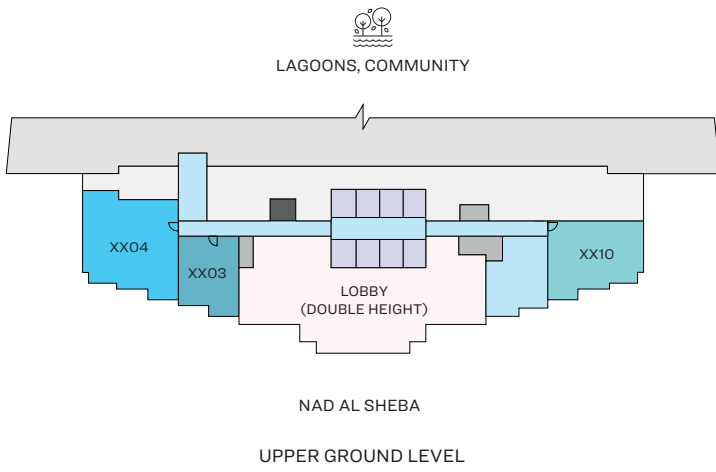 LAGOONS, COMMUNITY
XX04
XX03
XX10
LOBBY
(DOUBLE HEIGHT)
NAD AL SHEBA
UPPER GROUND LEVEL